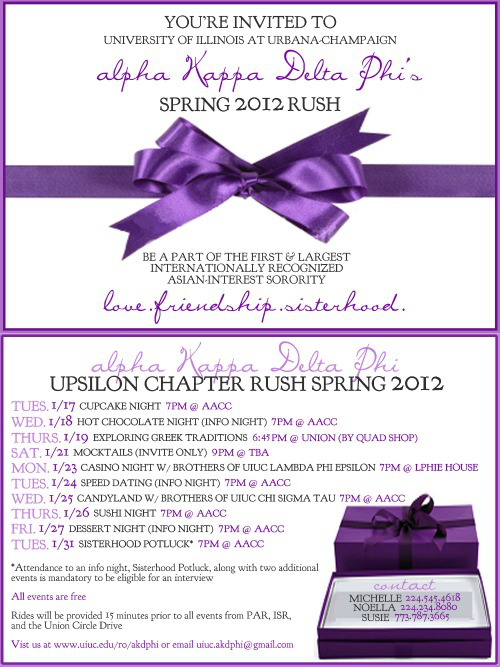 YOU'RE INVITED TO
UNIVERSITY OF ILLINOIS AT URBANA-CHAMPAIGN
alpha Kappa Delta Phi's
SPRING 2012 RUSH
BE A PART OF THE FIRST & LARGEST
INTERNATIONALLY RECOGNIZED
ASIAN-INTEREST SORORITY
love.friendship.sisterhood.
alpha Kappa Delta Phi
UPSILON CHAPTER RUSH SPRING 2012
TUES. 1/17 CUPCAKE NIGHT 7PM @ AACC
WED. 1/18 HOT CHOCOLATE NIGHT (INFO NIGHT) 7PM @ AACC
THURS. 1/19 EXPLORING GREEK TRADITIONS 6:45PM @ UNION (BY QUAD SHOP)
SAT. 1/21 MOCKTAILS (INVITE ONLY) 9PM @ TBA
MON. 1/23 CASINO NIGHT W/ BROTHERS OF UIUC LAMBDA PHI EPSILON 7PM @ LPHIE HOUSE
TUES. 1/24 SPEED DATING (INFO NIGHT) 7PM @ AACC
WED. 1/25 CANDYLAND W/ BROTHERS OF UIUC CHI SIGMA TAU 7PM @ AACC
THURS. 1/26 SUSHI NIGHT 7PM @ AACC
FRI. 1/27 DESSERT NIGHT (INFO NIGHT) 7PM @ AACC
TUES. 1/31 SISTERHOOD POTLUCK* 7PM @ AACC
*Attendance to an info night, Sisterhood Potluck, along with two additional
events is mandatory to be eligible for an interview
All events are free
Rides will be provided 15 minutes prior to all events from PAR, ISR,
and the Union Circle Drive
Vist us at www.uiuc.edu/ro/akdphi or email uiuc.akdphi@gmail.com
contact
MICHELLE 224.545.4618
NOELLA 224.234.8080
SUSIE 773.787.3665